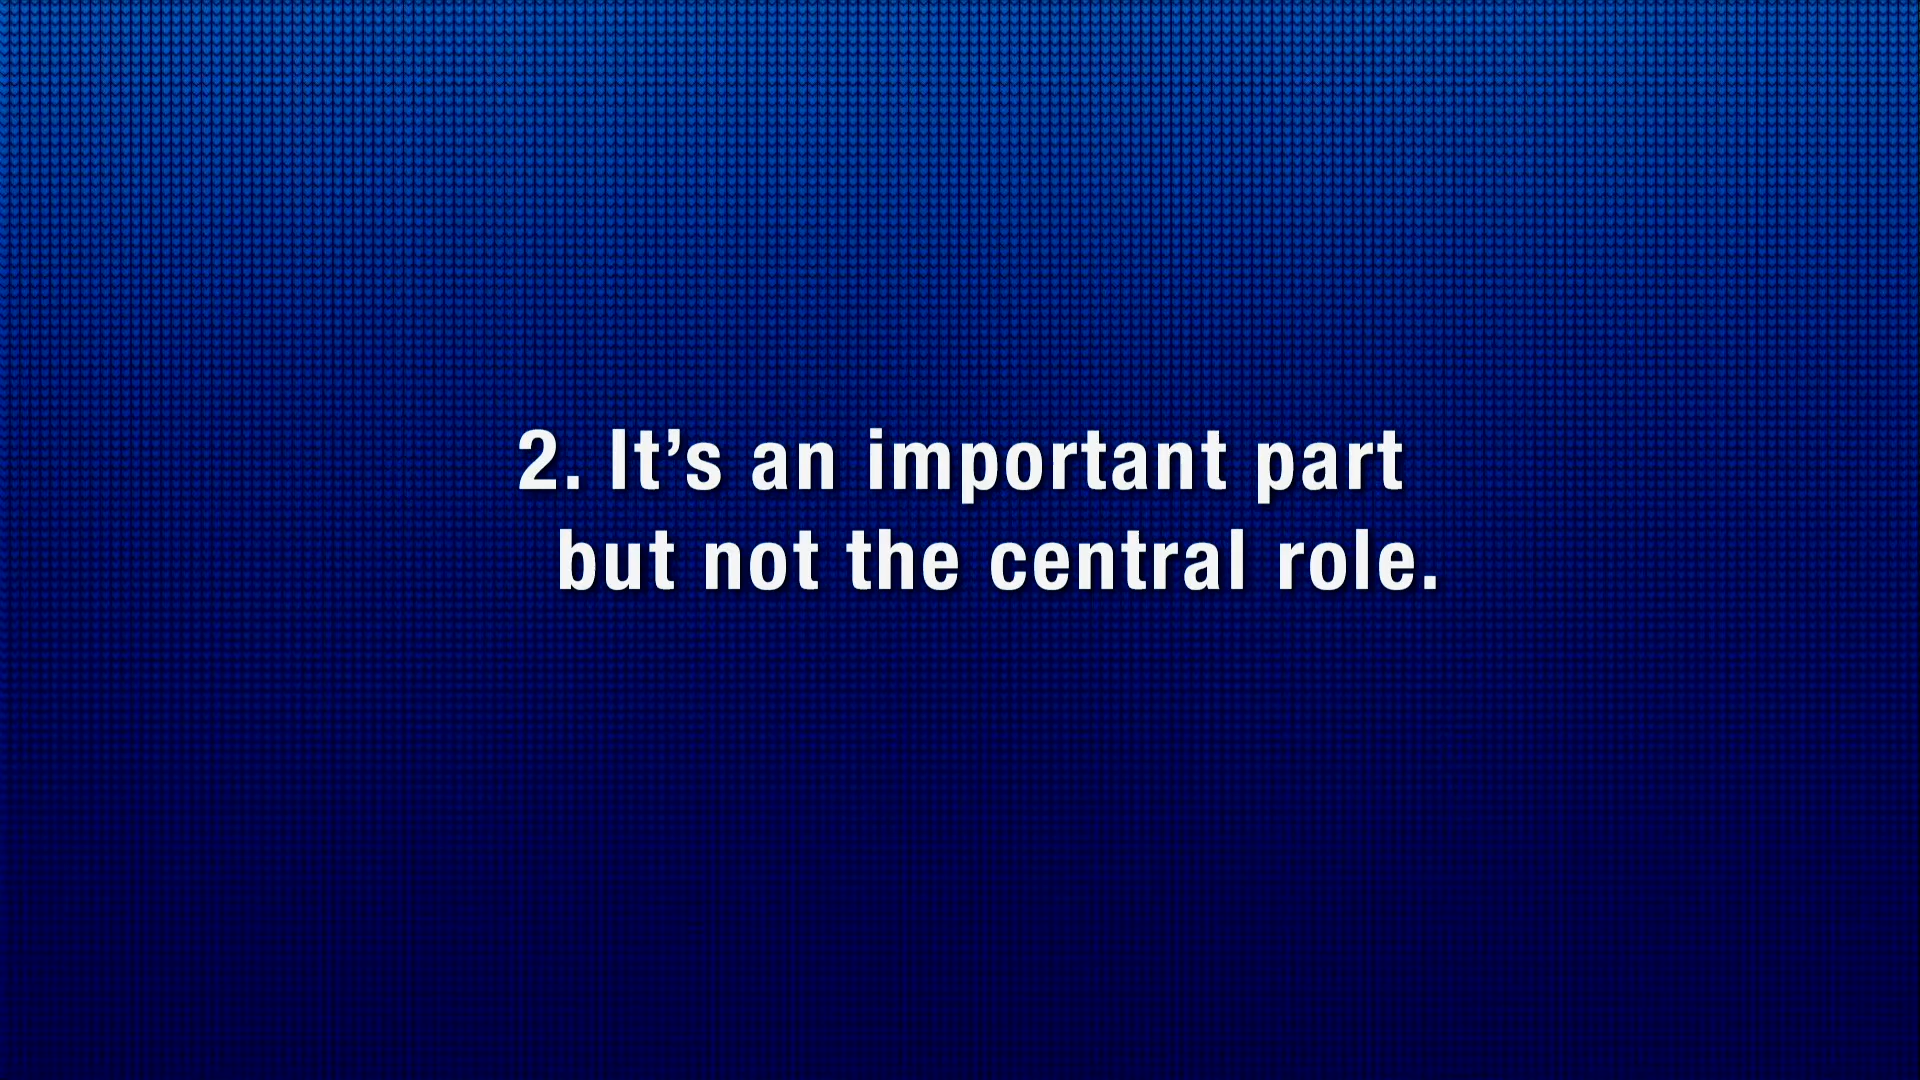 2. It’s an important part
but not the central role.